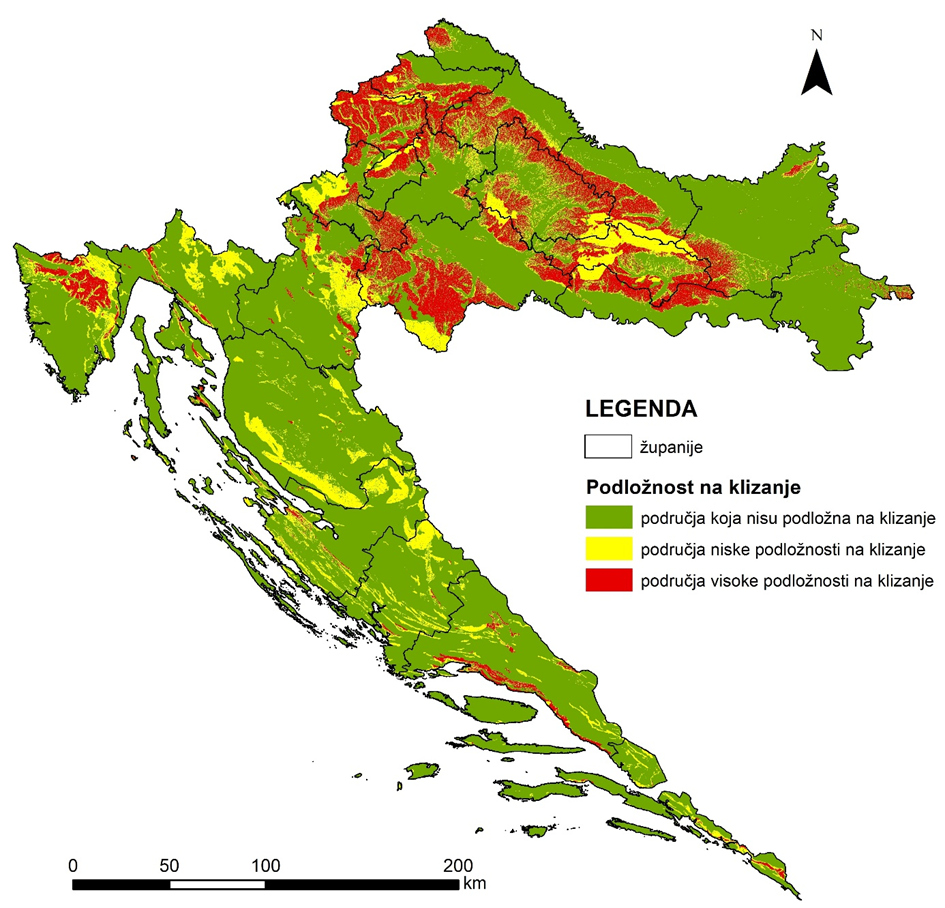 N
LEGENDA
županije
Podložnost na klizanje
područja koja nisu podložna na klizanje
područja niske podložnosti na klizanje
područja visoke podložnosti na klizanje
0 50 100 200
km